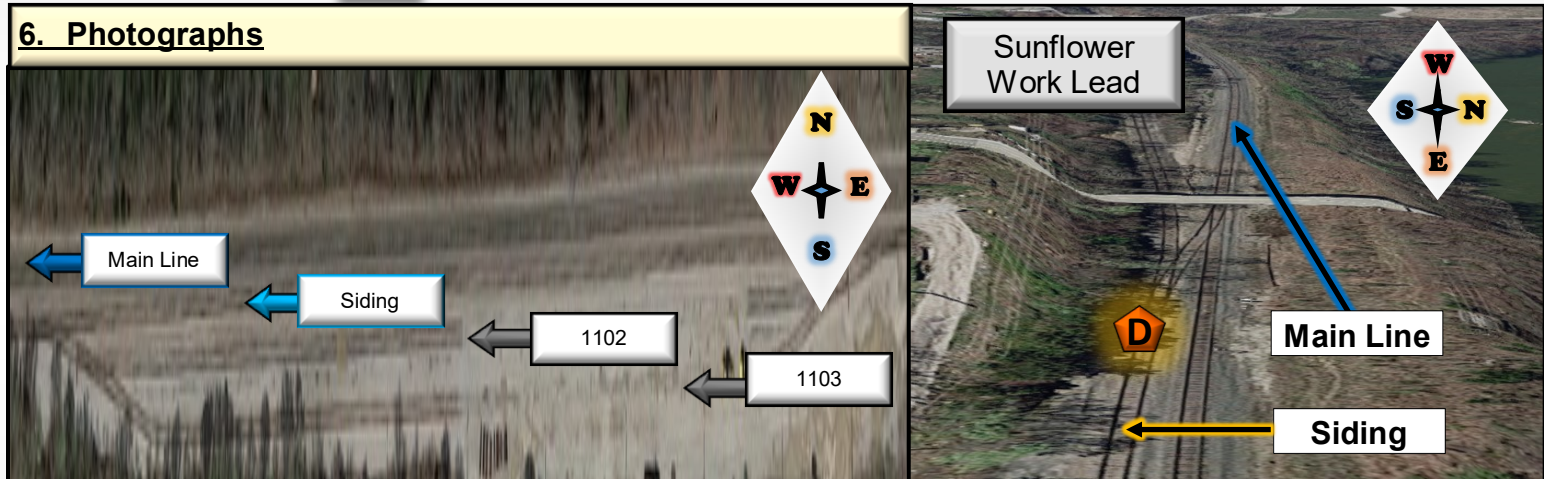 6. Photographs
N
W E
S
Main Line
Siding
1102
1103
Sunflower
Work Lead
W
S N
E
D
Main Line
Siding